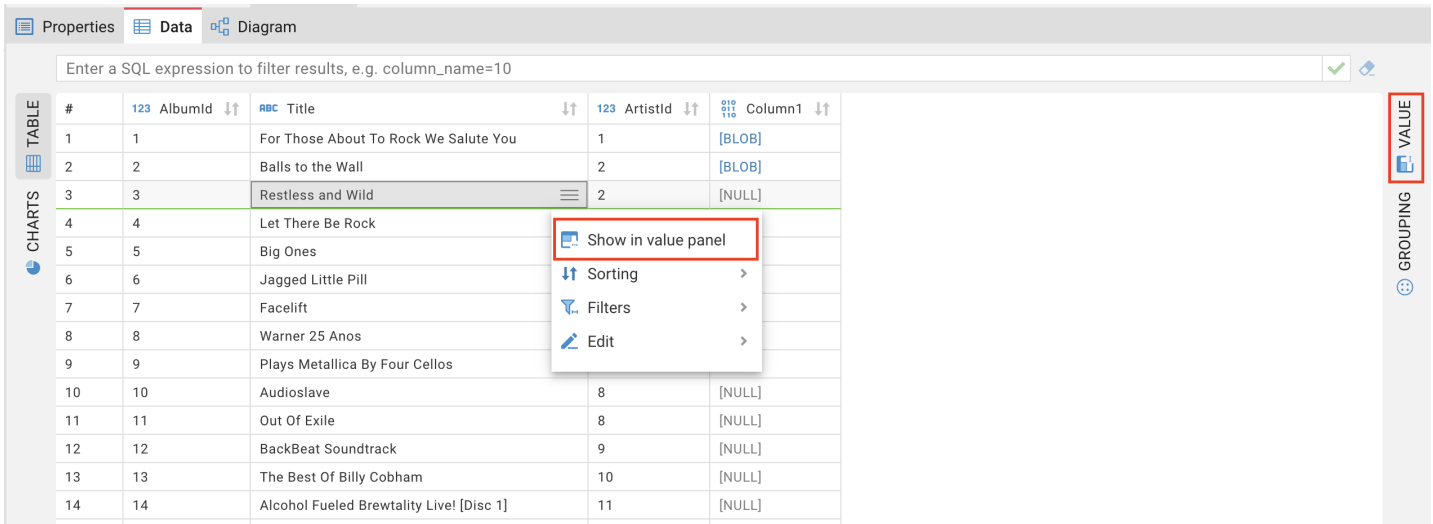 Properties Data Diagram
Enter a SQL expression to filter results, e.g. column_name=10
TABLE
CHARTS
# 123 AlbumId ABC Title 123 ArtistId 010 110 Column1
1 1 For Those About To Rock We Salute You 1 [BLOB]
2 2 Balls to the Wall 2 [BLOB]
3 3 Restless and Wild 2 [NULL]
4 4 Let There Be Rock
5 5 Big Ones
6 6 Jagged Little Pill
7 7 Facelift
8 8 Warner 25 Anos
9 9 Plays Metallica By Four Cellos
10 10 Audioslave 8 [NULL]
11 11 Out Of Exile 8 [NULL]
12 12 BackBeat Soundtrack 9 [NULL]
13 13 The Best Of Billy Cobham 10 [NULL]
14 14 Alcohol Fueled Brewtality Live! [Disc 1] 11 [NULL]
Show in value panel
Sorting
Filters
Edit
VALUE
GROUPING